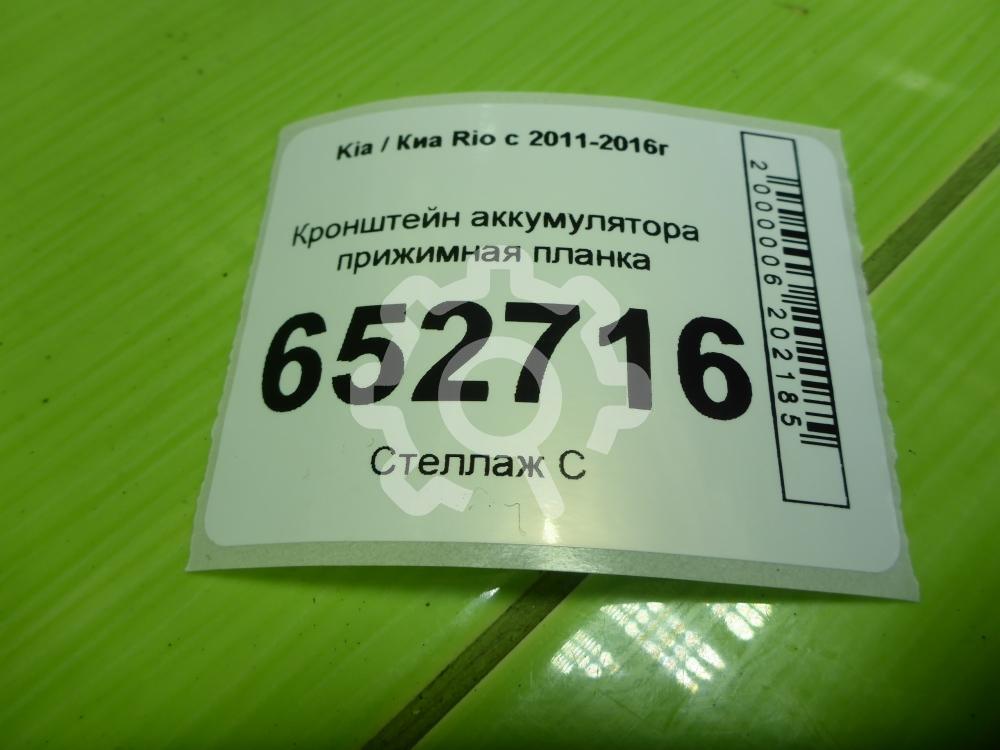 Kia / Киа Rio с 2011-2016г
Кронштейн аккумулятора
прижимная планка
652716
Стеллаж С
2000006202185